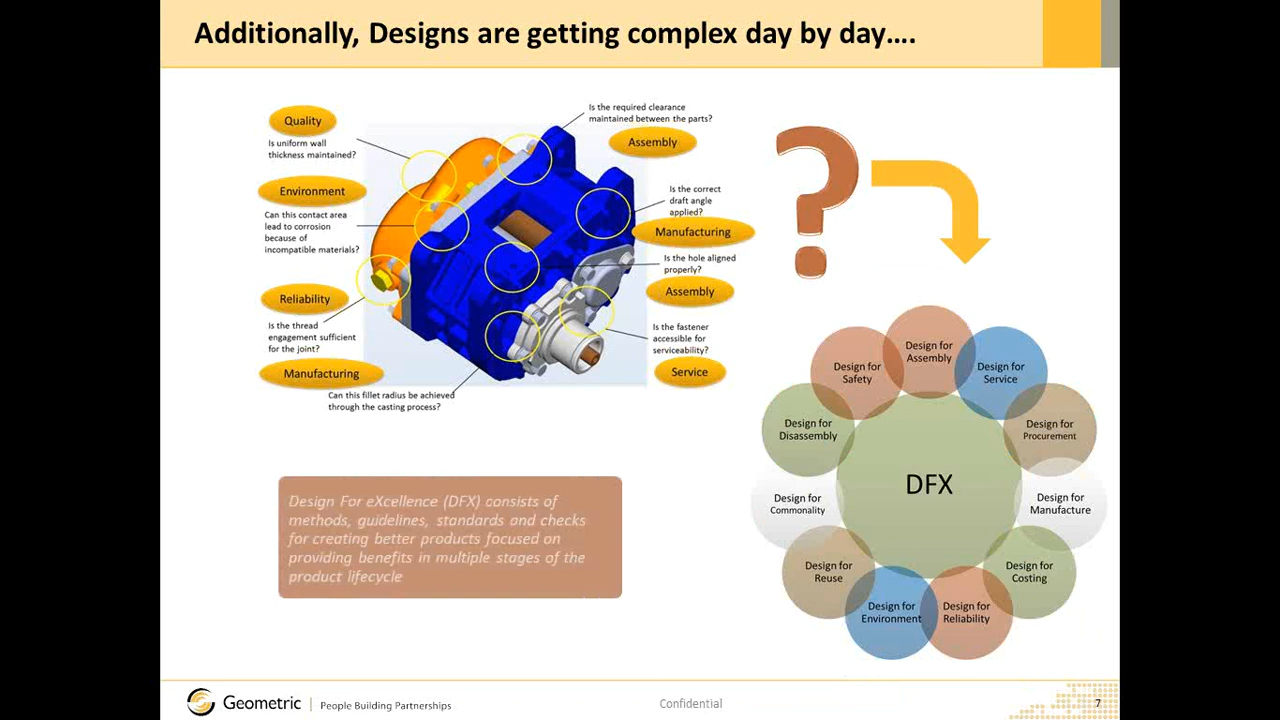 Additionally, Designs are getting complex day by day....
Quality
Is uniform wall
thickness maintained?
Environment
Can this contact area
lead to corrosion
because of
incompatible materials?
Reliability
Is the thread
engagement sufficient
for the joint?
Manufacturing
Can this fillet radius be achieved
through the casting process?
Is the required clearance
maintained between the parts?
Assembly
Is the correct
draft angle
applied?
Manufacturing
Is the hole aligned
properly?
Assembly
Is the fastener
accessible for
serviceability?
Service
?
Design for
Assembly
Design for
Service
Design for
Procurement
Design for
Manufacture
Design for
Costing
Design for
Reliability
Design for
Environment
Design for
Reuse
Design for
Commonality
Design for
Disassembly
Design for
Safety
DFX
Design For eXcellence (DFX) consists of
methods, guidelines, standards and checks
for creating better products focused on
providing benefits in multiple stages of the
product lifecycle
Geometric | People Building Partnerships
Confidential
7